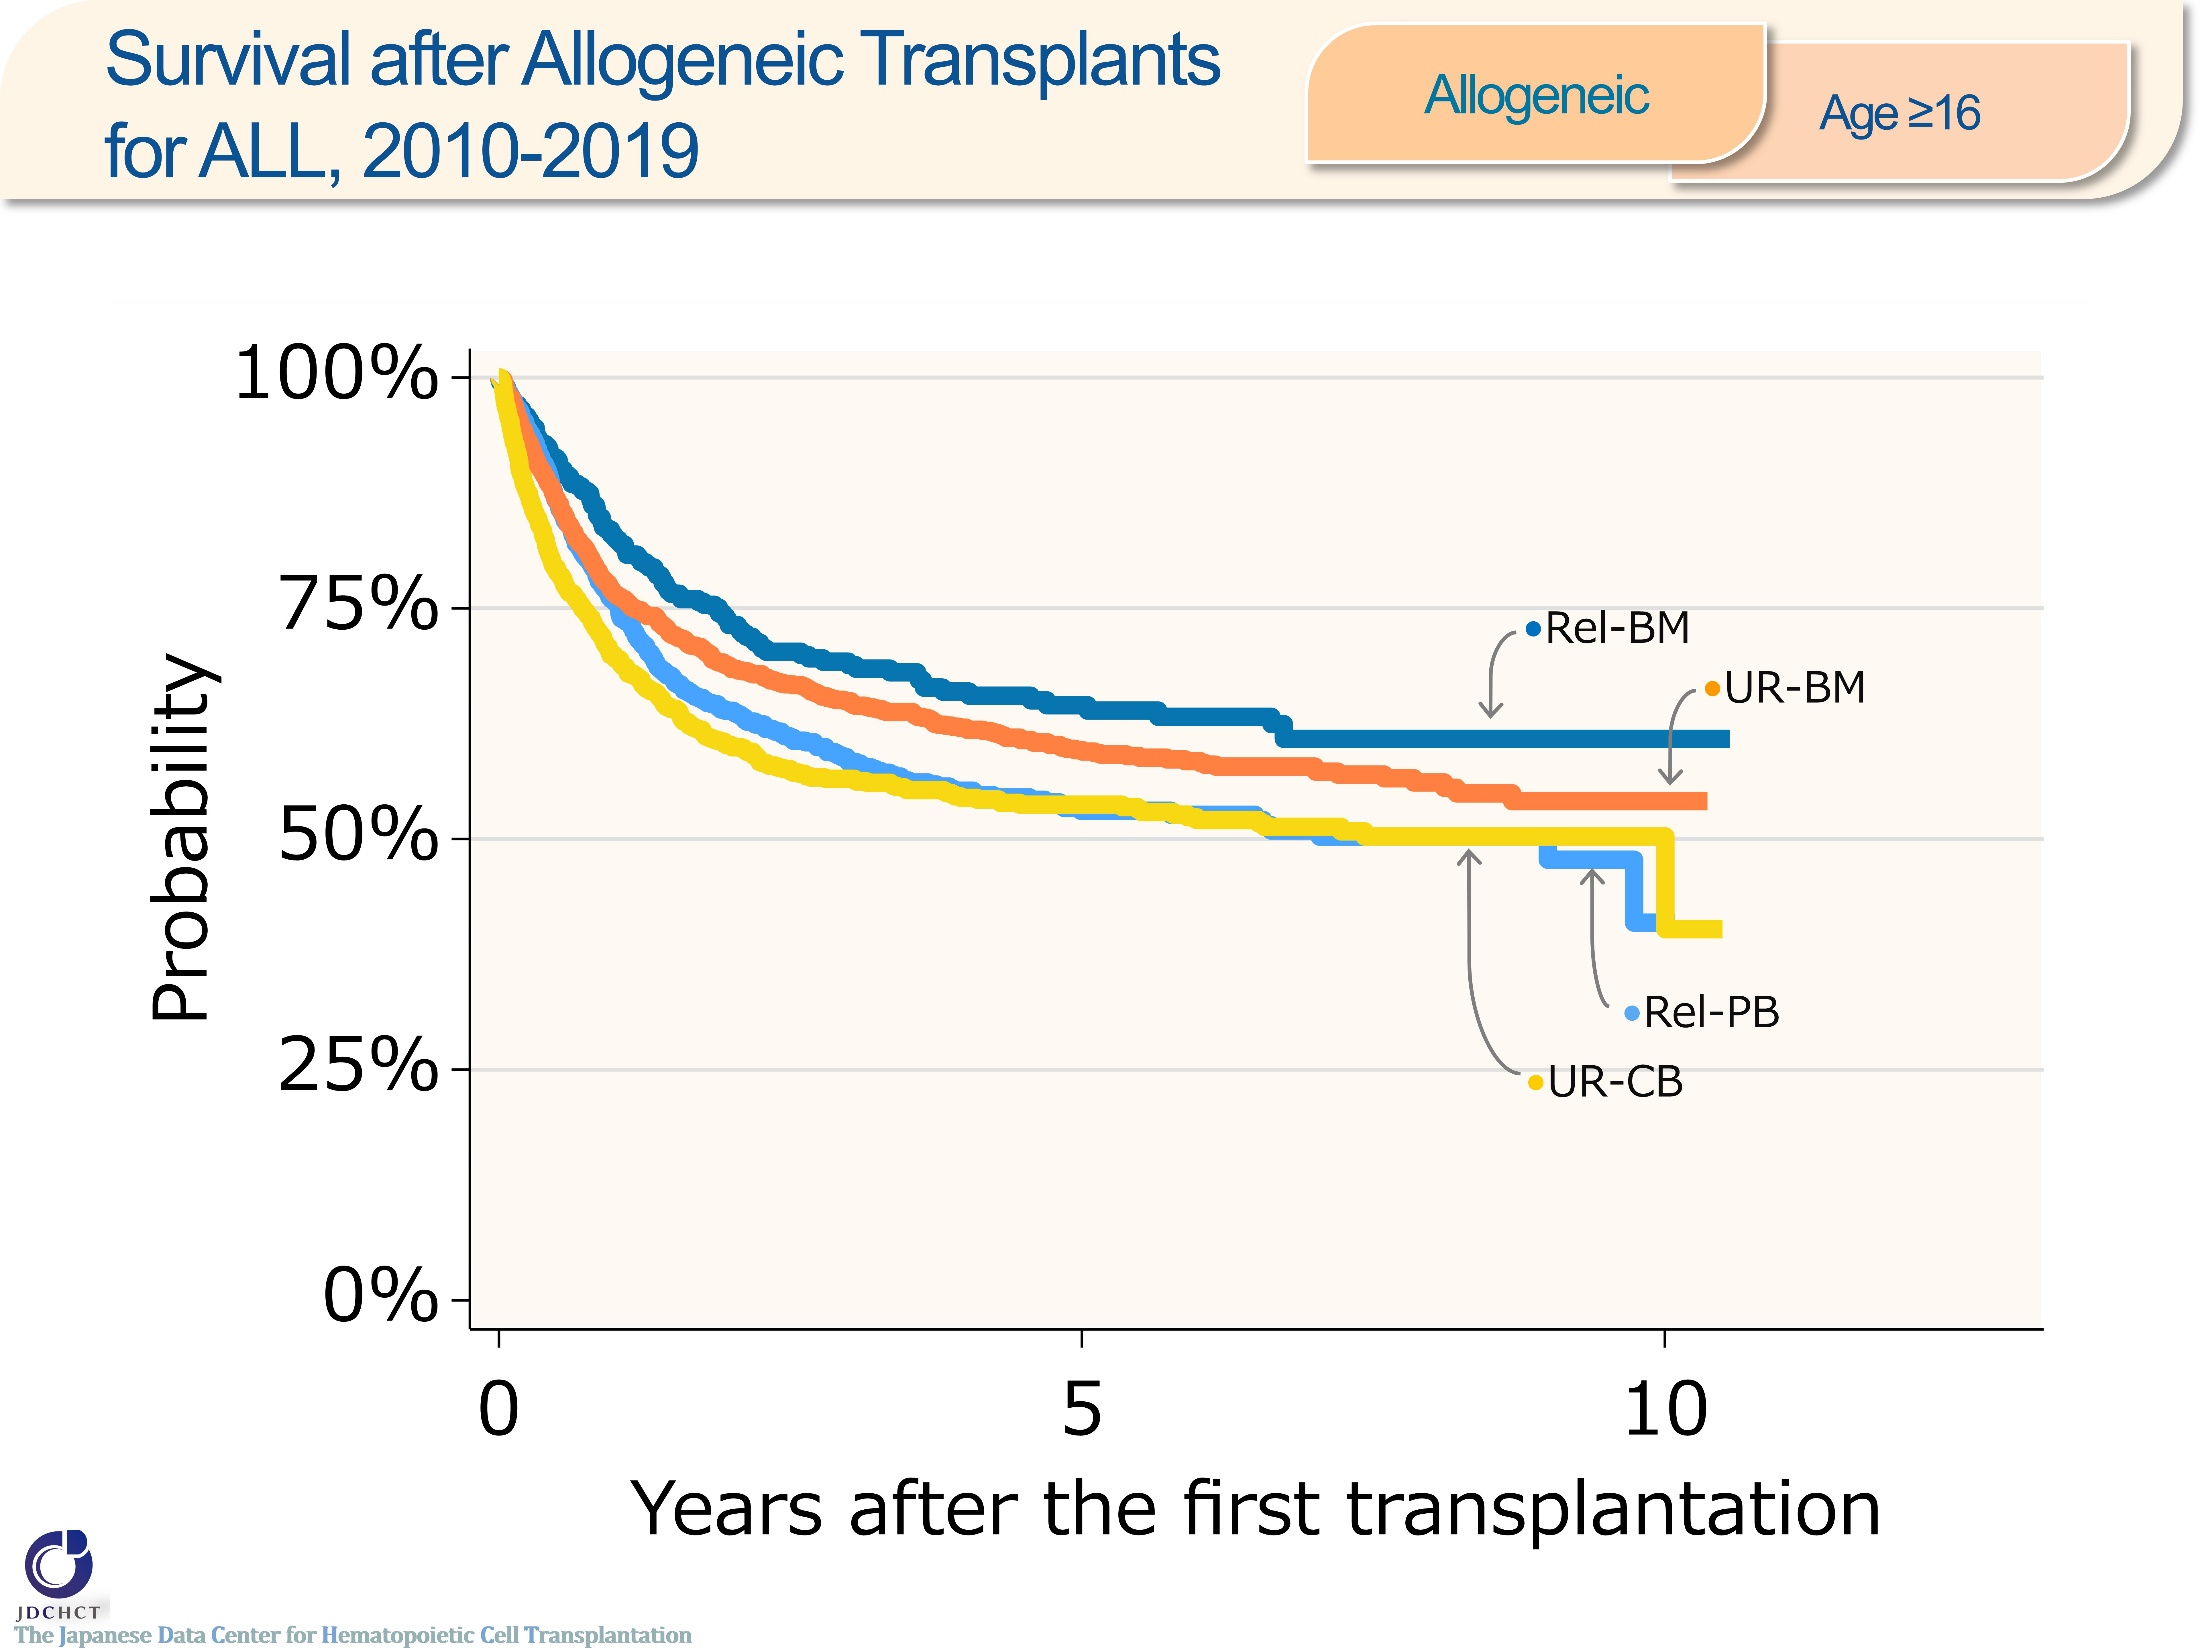 Survival after Allogeneic Transplants
for ALL, 2010-2019
Allogeneic
Age ≥16
100%
75%
50%
25%
0%
Probability
Rel-BM
UR-BM
Rel-PB
UR-CB
0
5
10
Years after the first transplantation
JDCHCT
The Japanese Data Center for Hematopoietic Cell Transplantation